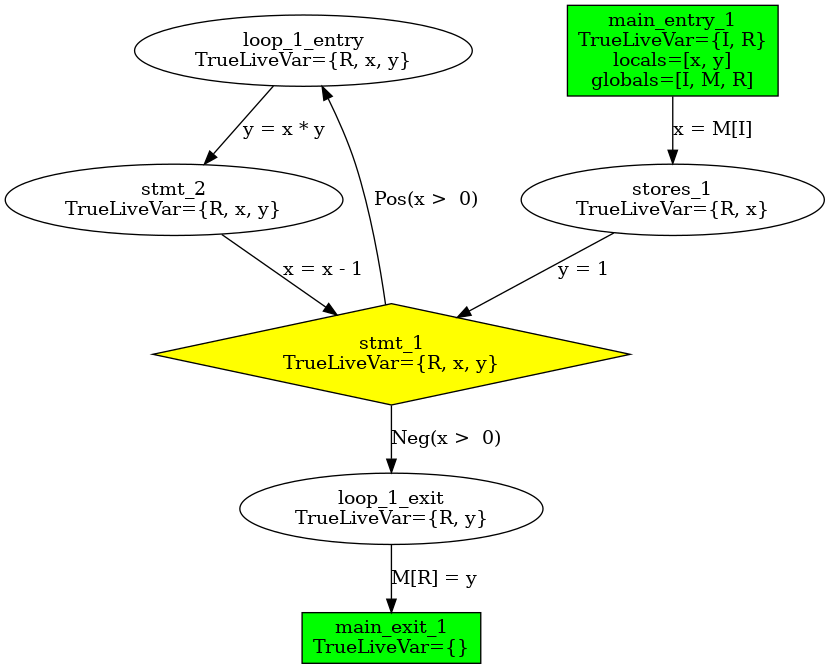 loop_1_entry
TrueLiveVar={R, x, y}
main_entry_1
TrueLiveVar={I, R}
locals=[x, y]
globals=[I, M, R]
y = x * y
x = M[I]
stmt_2
TrueLiveVar={R, x, y}
Pos(x >  0)
stores_1
TrueLiveVar={R, x}
x = x - 1
y = 1
stmt_1
TrueLiveVar={R, x, y}
Neg(x >  0)
loop_1_exit
TrueLiveVar={R, y}
M[R] = y
main_exit_1
TrueLiveVar={}